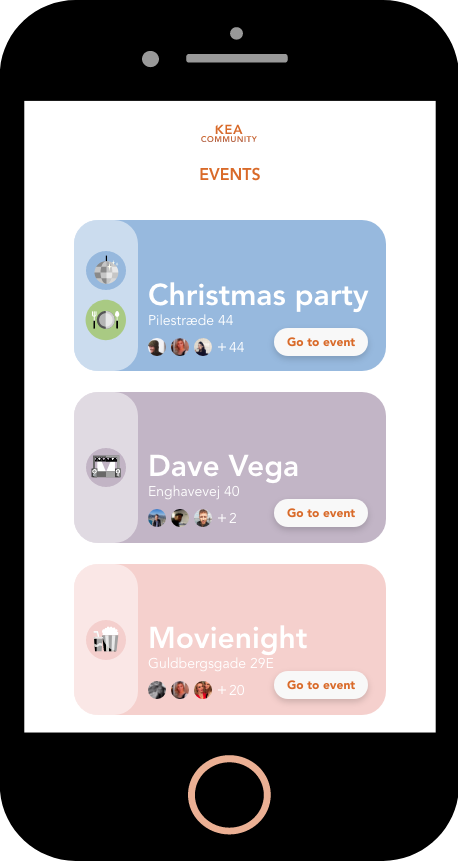 KEA
COMMUNITY
EVENTS
Christmas party
Pilestræde 44
+44
Go to event
Dave Vega
Enghavevej 40
+2
Go to event
Movienight
Guldbergsgade 29E
+20
Go to event